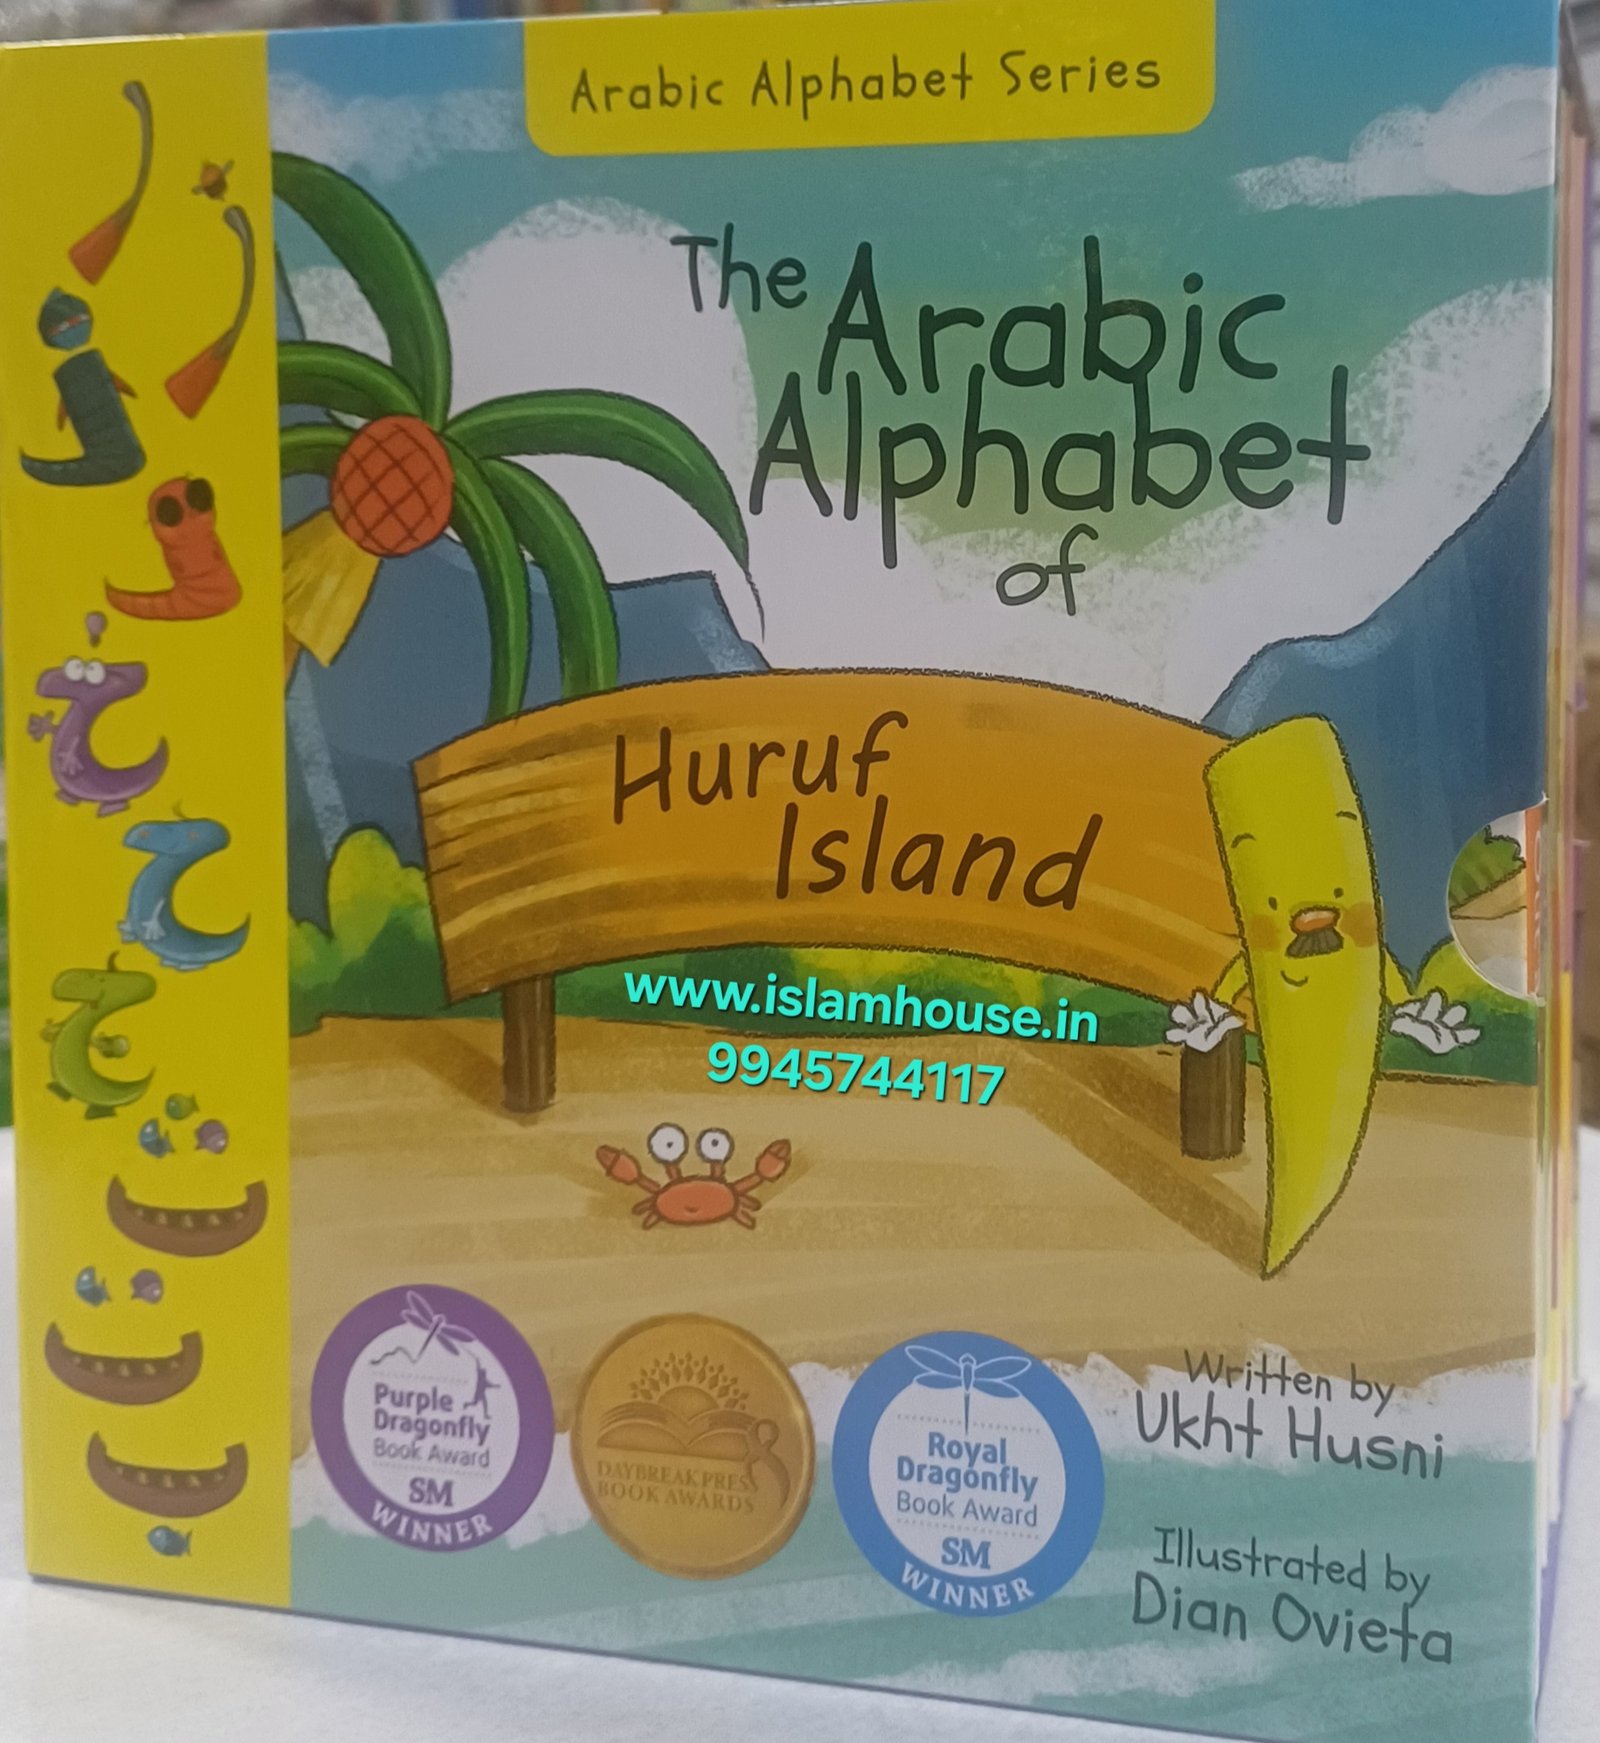 Arabic Alphabet Series
The Arabic
Alphabet
of
Huruf
Island
www.islamhouse.in
9945744117
Purple
Dragonfly
Book Award
SM
WINNER
DAYBREAK PRESS
BOOK AWARDS
Royal
Dragonfly
Book Award
SM
WINNER
Written by
Ukht Husni
Illustrated by
Dian Ovieta